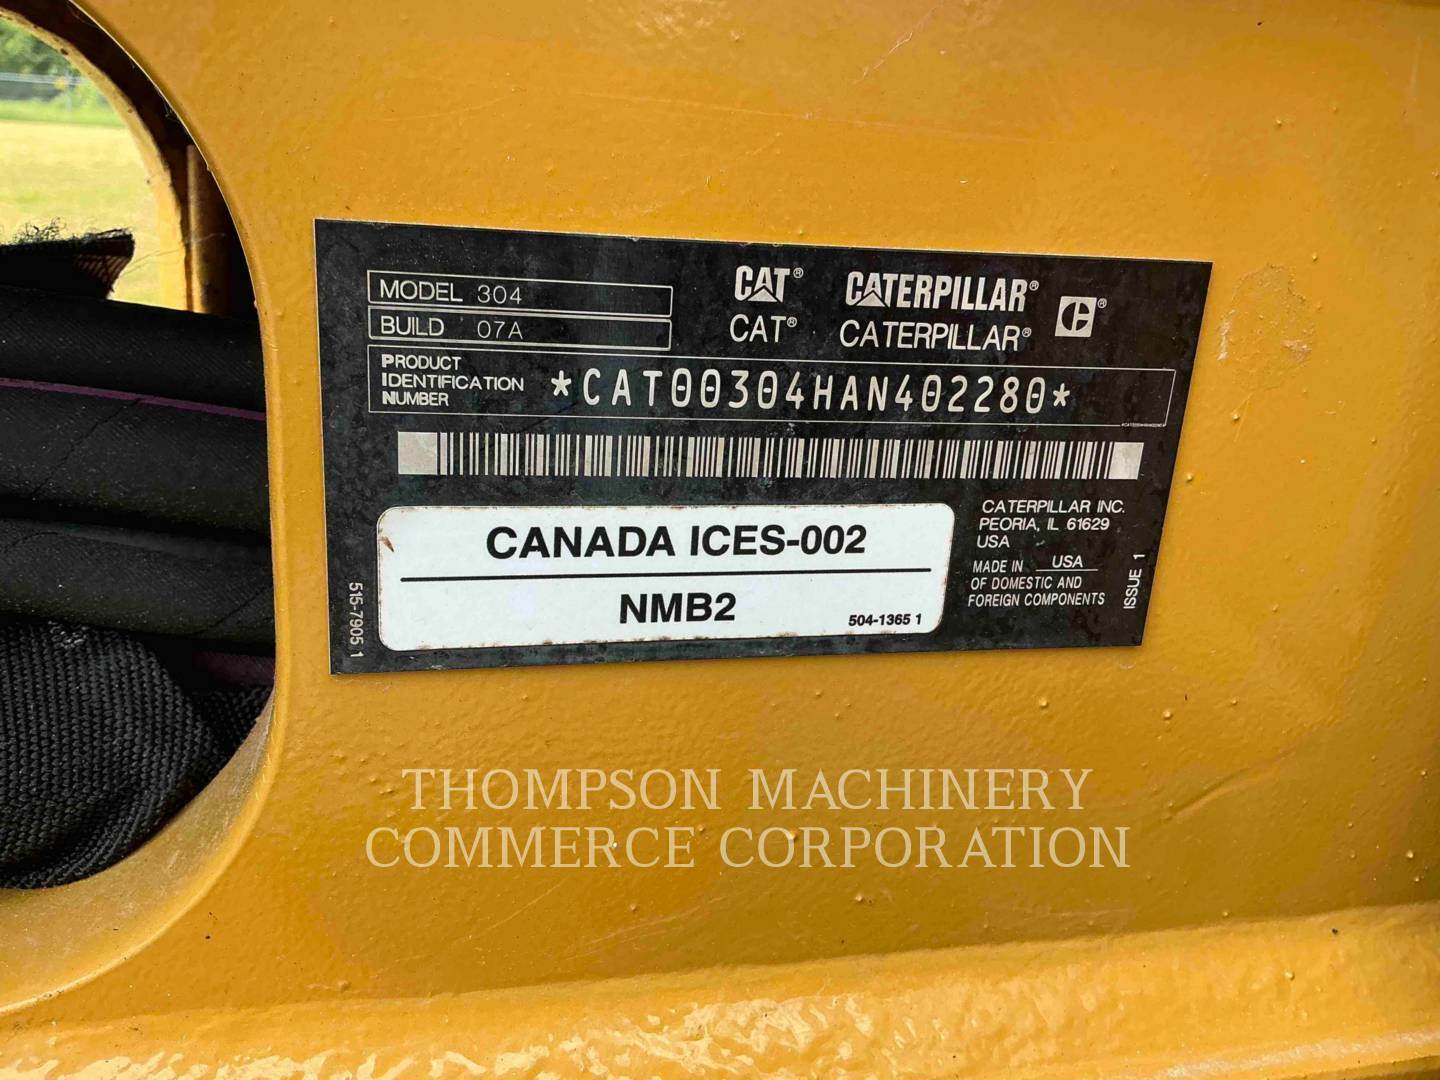 MODEL 304
BUILD 07A
CAT®
CATERPILLAR®
C®
CAT®
CATERPILLAR®
PRODUCT
IDENTIFICATION
NUMBER
*CAT00304HAN402280*
CATERPILLAR INC.
PEORIA, IL 61629
USA
MADE IN USA
OF DOMESTIC AND
FOREIGN COMPONENTS
ISSUE 1
515-7905 1
CANADA ICES-002
NMB2
504-1365 1
THOMPSON MACHINERY
COMMERCE CORPORATION